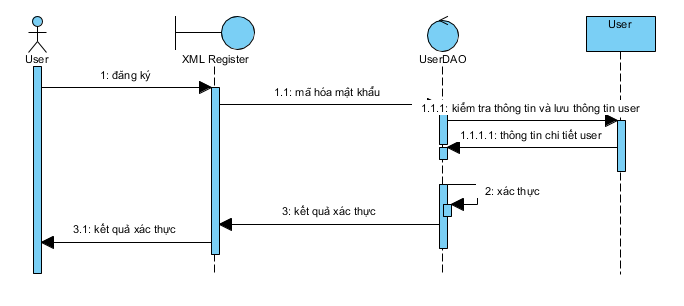 User
XML Register
UserDAO
User
1: đăng ký
1.1: mã hóa mật khẩu
1.1.1: kiểm tra thông tin và lưu thông tin user
1.1.1.1: thông tin chi tiết user
2: xác thực
3: kết quả xác thực
3.1: kết quả xác thực